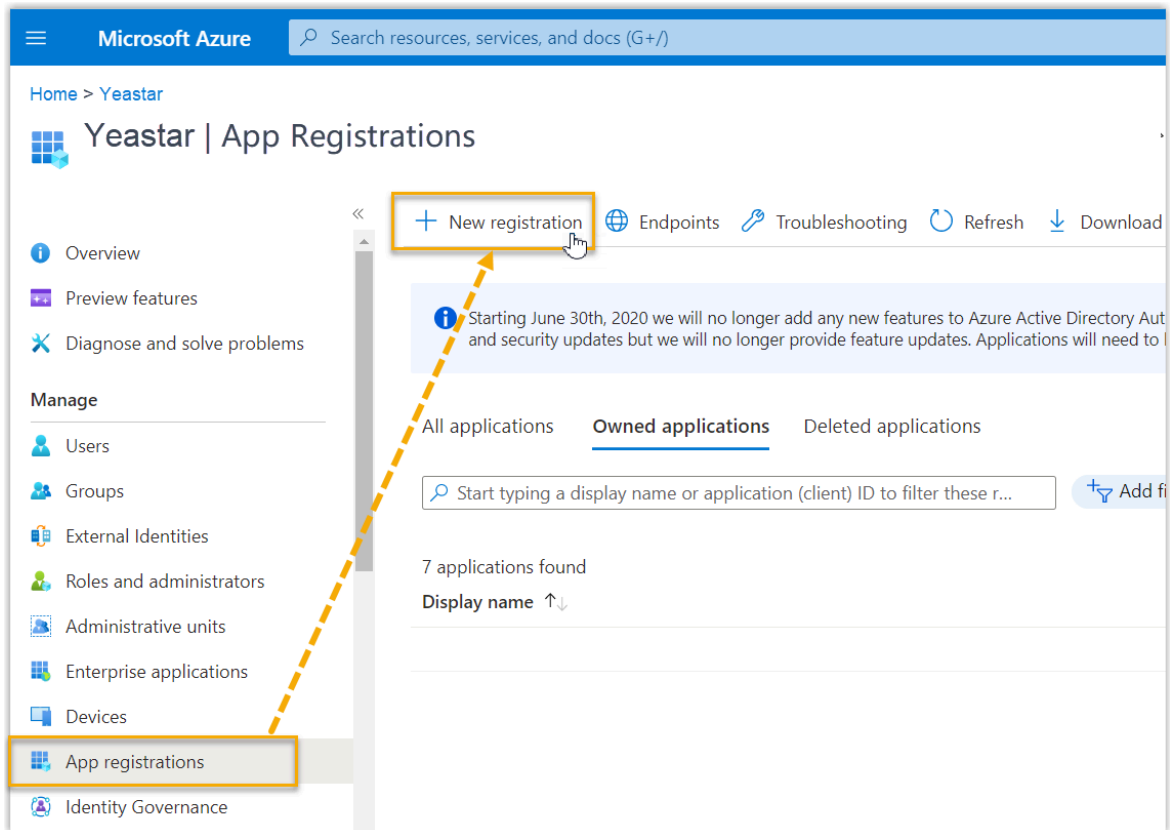 Microsoft Azure
Search resources, services, and docs (G+/)
Home > Yeastar
Yeastar | App Registrations
«
New registration
Endpoints
Troubleshooting
Refresh
Download
Overview
Preview features
Diagnose and solve problems
Manage
Users
Groups
External Identities
Roles and administrators
Administrative units
Enterprise applications
Devices
App registrations
Identity Governance
Starting June 30th, 2020 we will no longer add any new features to Azure Active Directory Aut
and security updates but we will no longer provide feature updates. Applications will need to
All applications
Owned applications
Deleted applications
Start typing a display name or application (client) ID to filter these r...
Add fi
7 applications found
Display name ↑↓